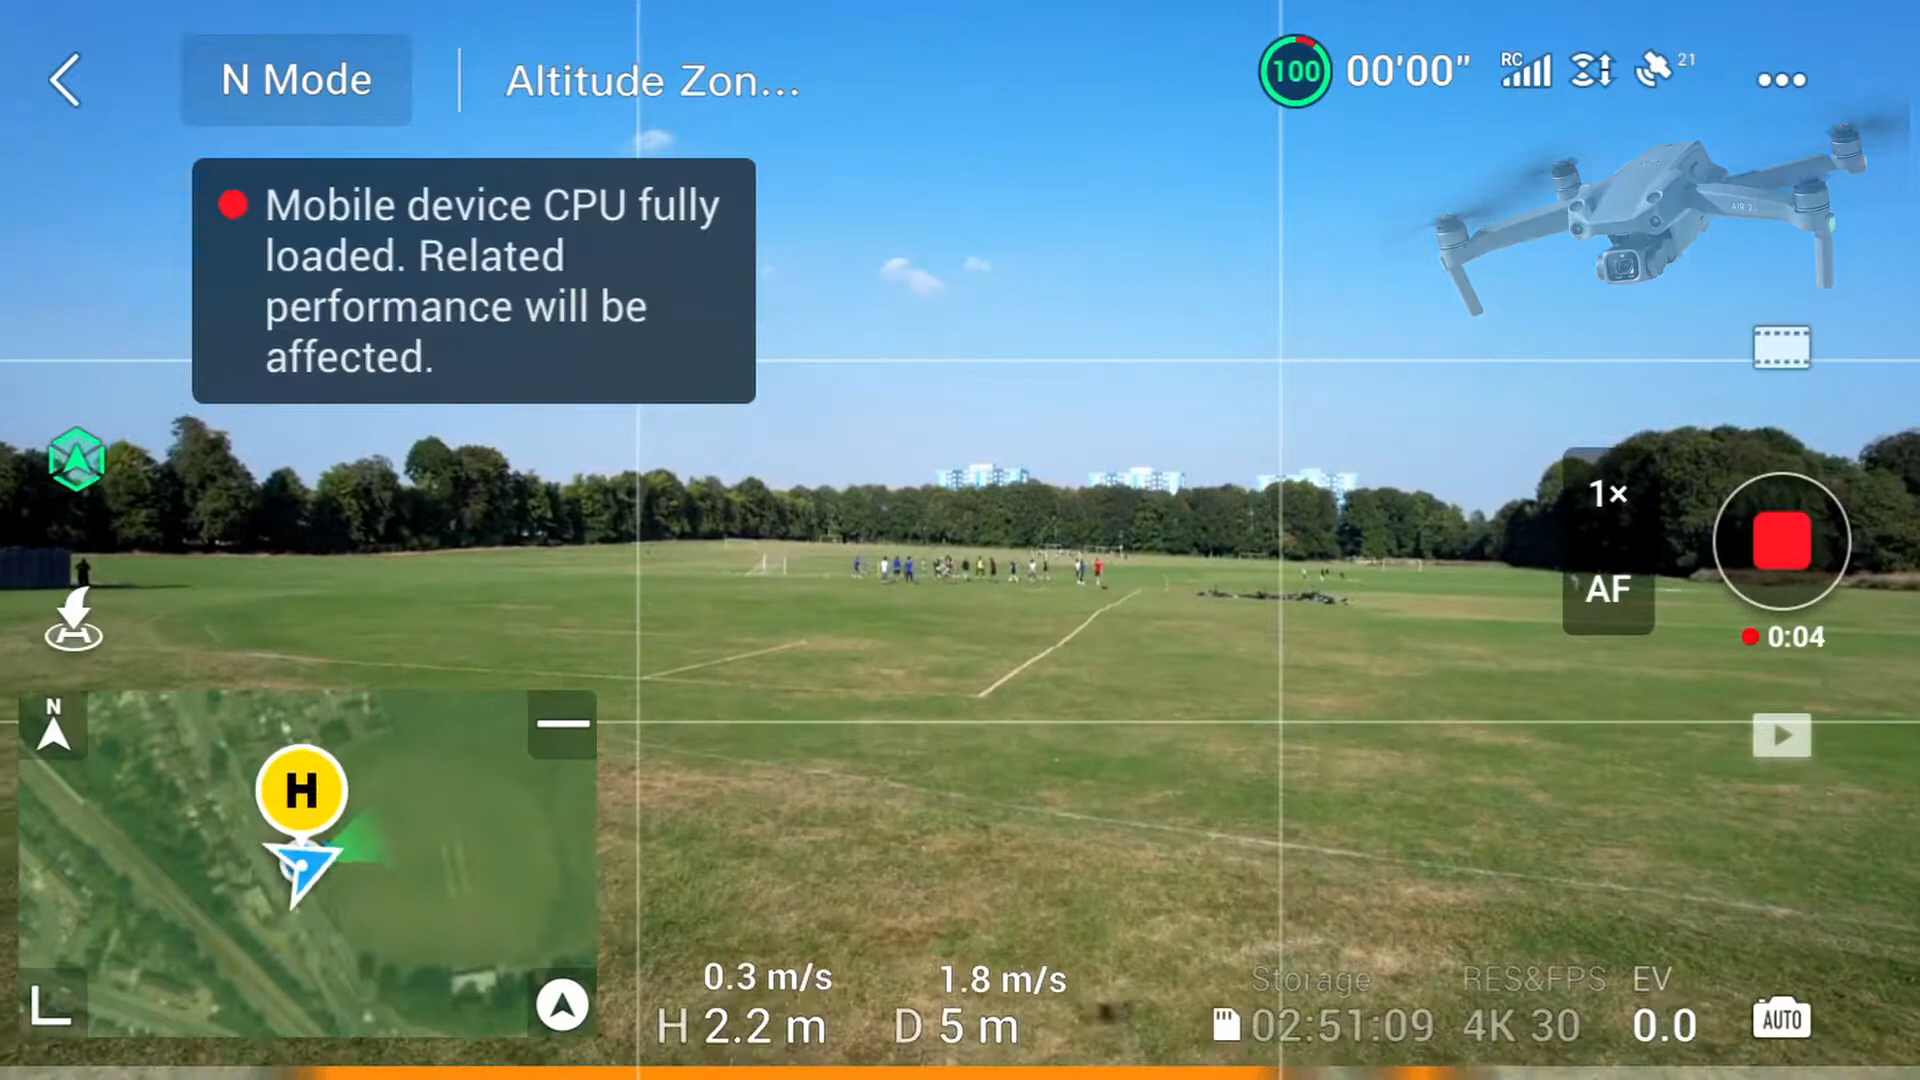 N Mode
Altitude Zon...
100
00'00"
RC
21
Mobile device CPU fully
loaded. Related
performance will be
affected.
AIR 2S
1×
AF
0:04
N
H
0.3 m/s
1.8 m/s
H 2.2 m
D 5 m
Storage
02:51:09
RES&FPS
4K 30
EV
0.0
AUTO